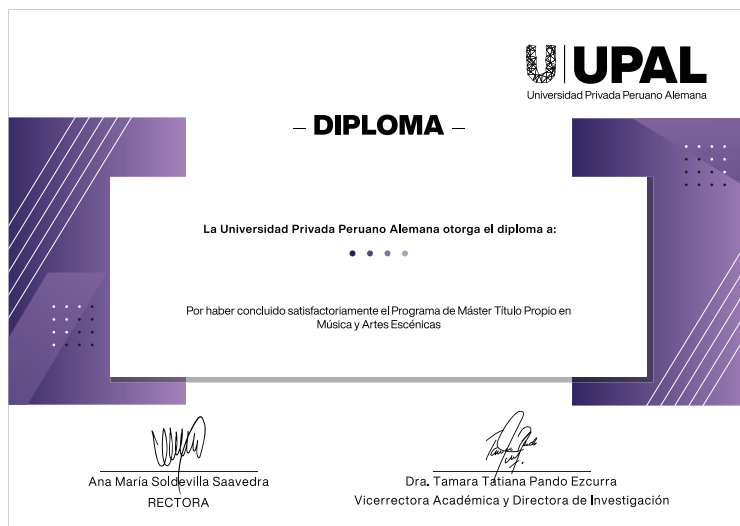 UPAL
Universidad Privada Peruano Alemana
– DIPLOMA –
La Universidad Privada Peruano Alemana otorga el diploma a:
Por haber concluido satisfactoriamente el Programa de Máster Título Propio en
Música y Artes Escénicas
Ana María Soldevilla Saavedra
RECTORA
Dra. Tamara Tatiana Pando Ezcurra
Vicerrectora Académica y Directora de Investigación